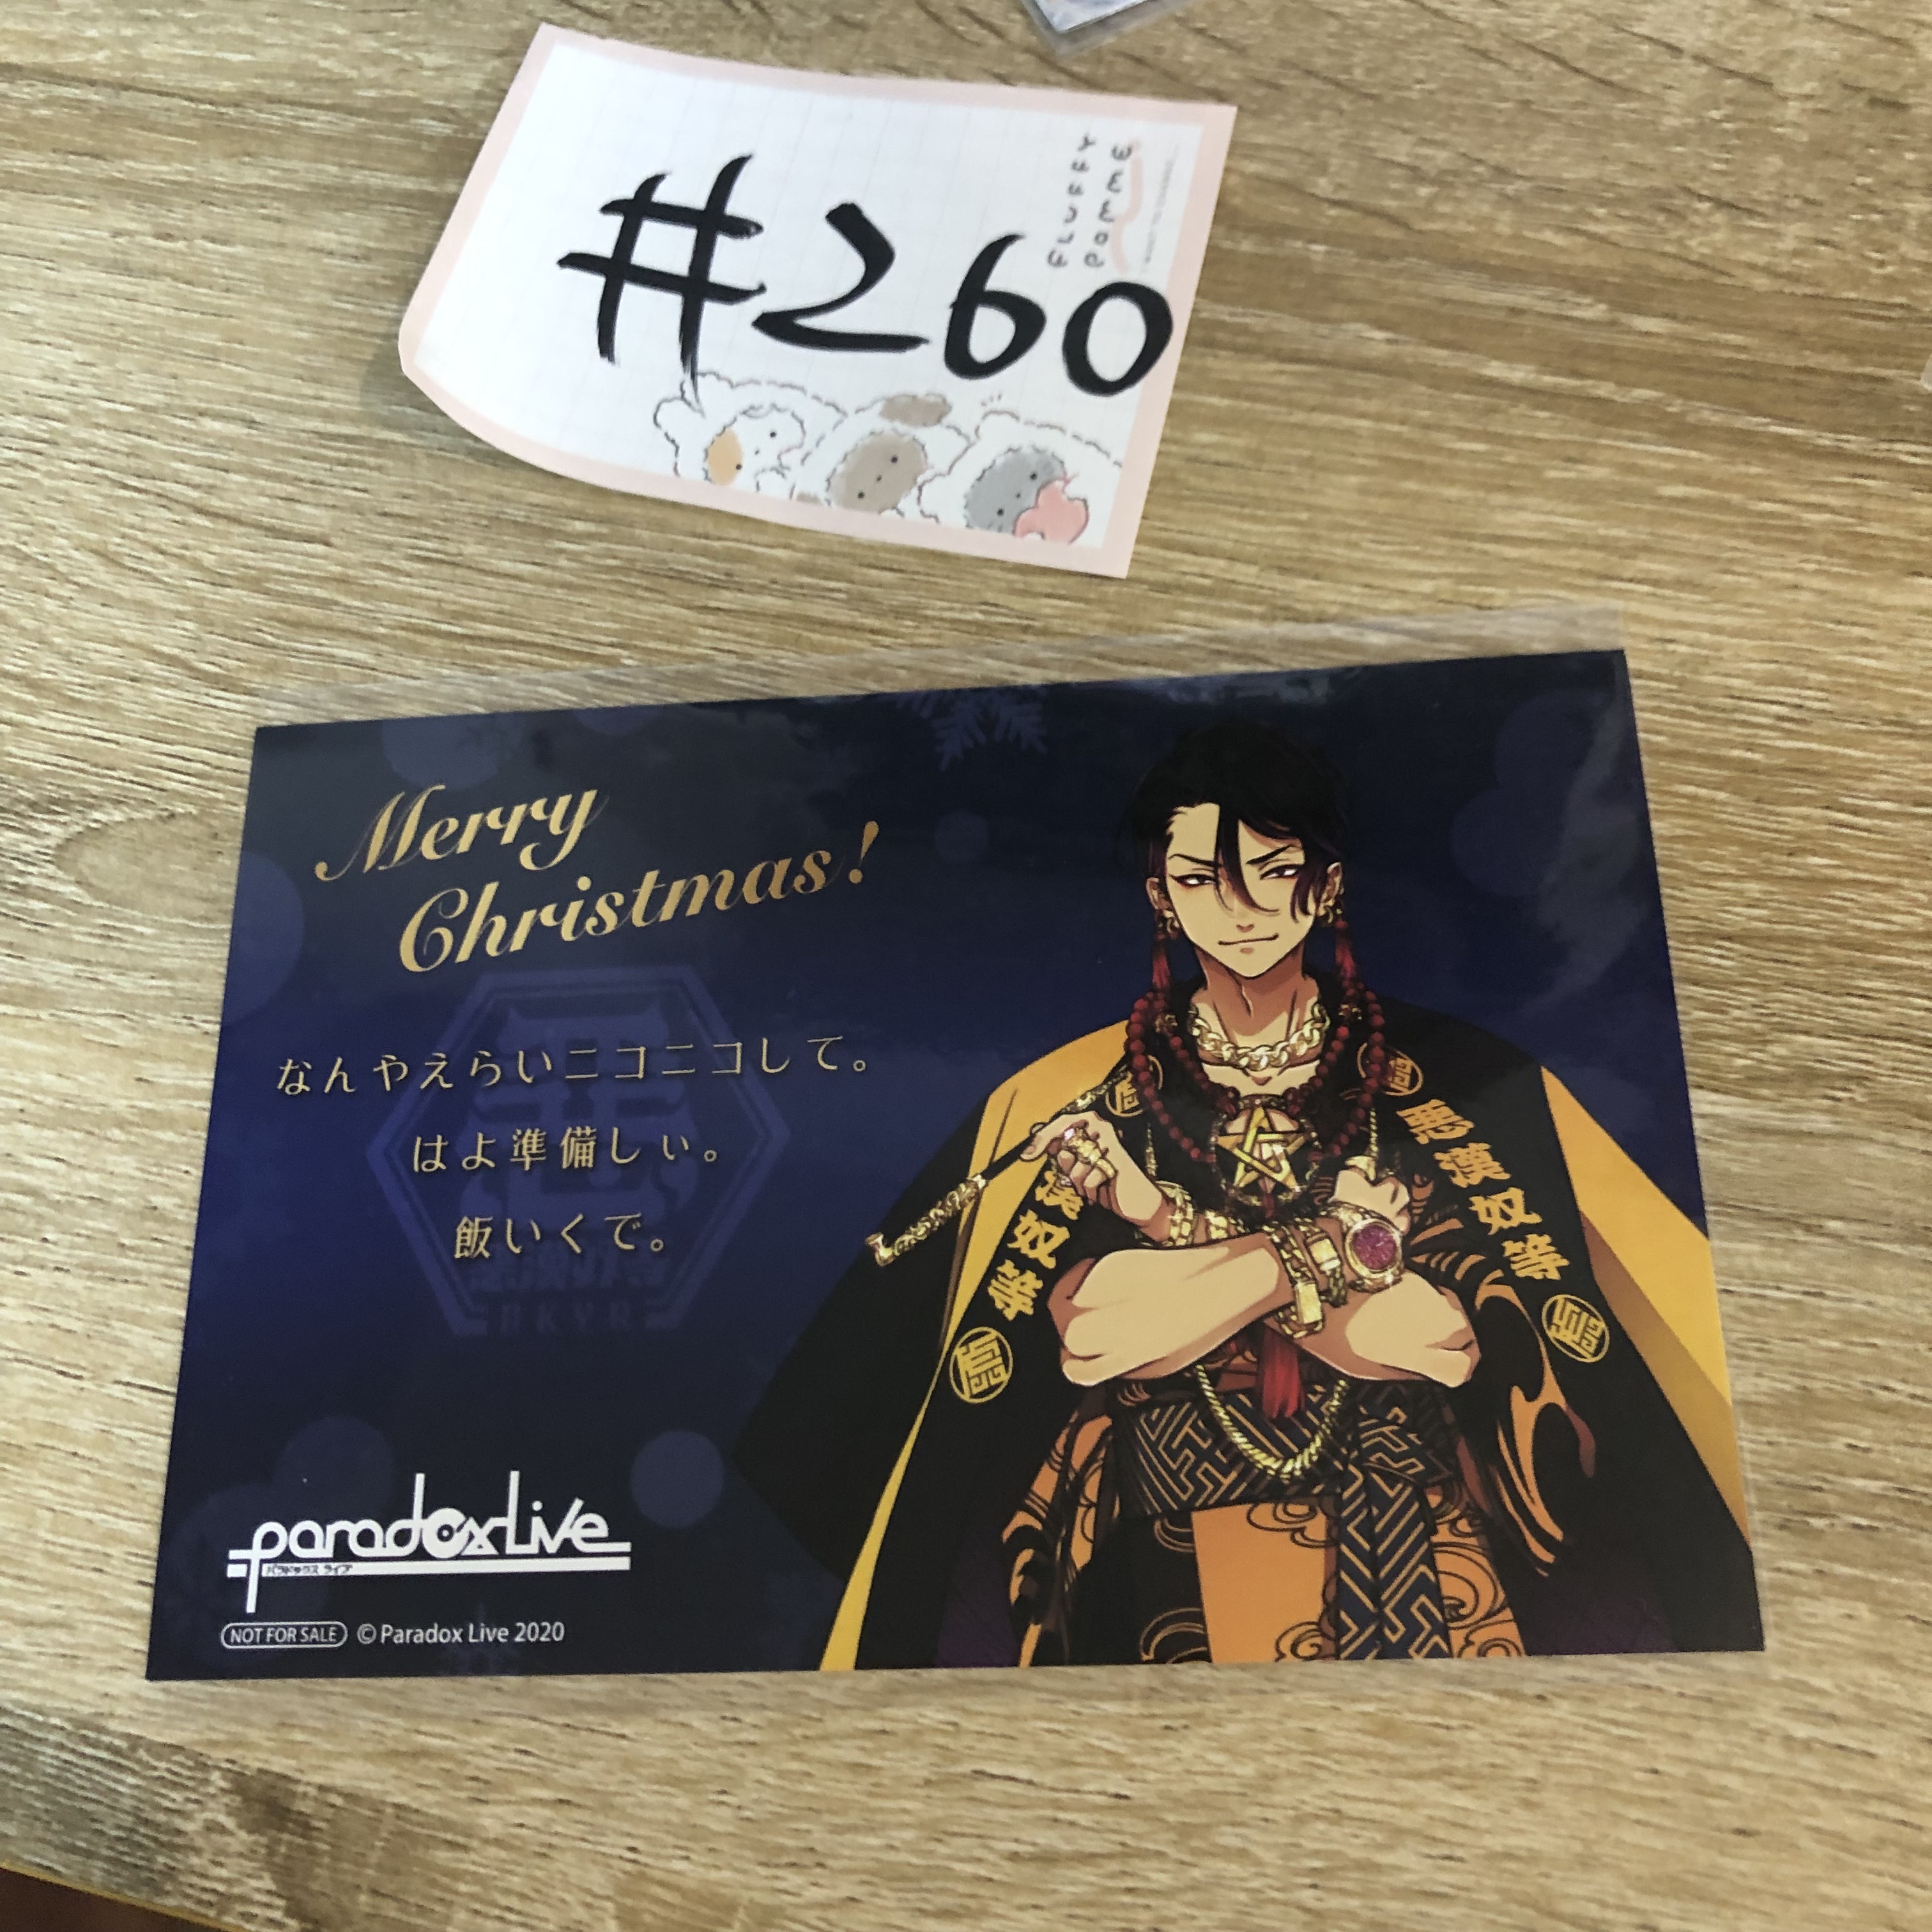 #260
FLUFFY
POMME
Merry
Christmas!
なんやえらいニコニコして。
はよ準備しぃ。
飯いくで。
悪漢奴等
漢奴等
paradox Live
パラドックス ライブ
NOT FOR SALE © Paradox Live 2020